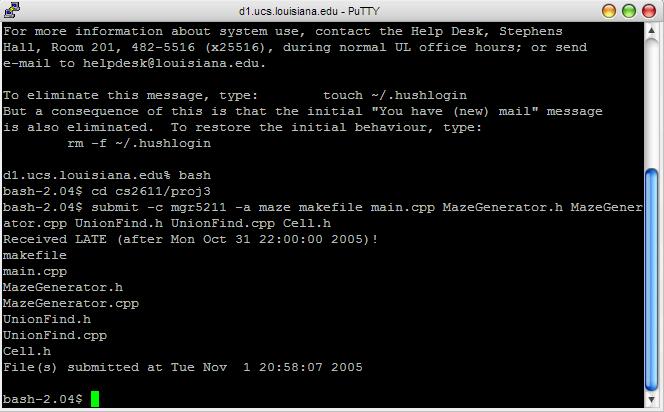 d1.ucs.louisiana.edu - PuTTY
For more information about system use, contact the Help Desk, Stephens
Hall, Room 201, 482-5516 (x25516), during normal UL office hours; or send
e-mail to helpdesk@louisiana.edu.
To eliminate this message, type:        touch ~/.hushlogin
But a consequence of this is that the initial "You have (new) mail" message
is also eliminated.  To restore the initial behaviour, type:
rm -f ~/.hushlogin
d1.ucs.louisiana.edu% bash
bash-2.04$ cd cs2611/proj3
bash-2.04$ submit -c mgr5211 -a maze makefile main.cpp MazeGenerator.h MazeGener
ator.cpp UnionFind.h UnionFind.cpp Cell.h
Received LATE (after Mon Oct 31 22:00:00 2005)!
makefile
main.cpp
MazeGenerator.h
MazeGenerator.cpp
UnionFind.h
UnionFind.cpp
Cell.h
File(s) submitted at Tue Nov  1 20:58:07 2005
bash-2.04$